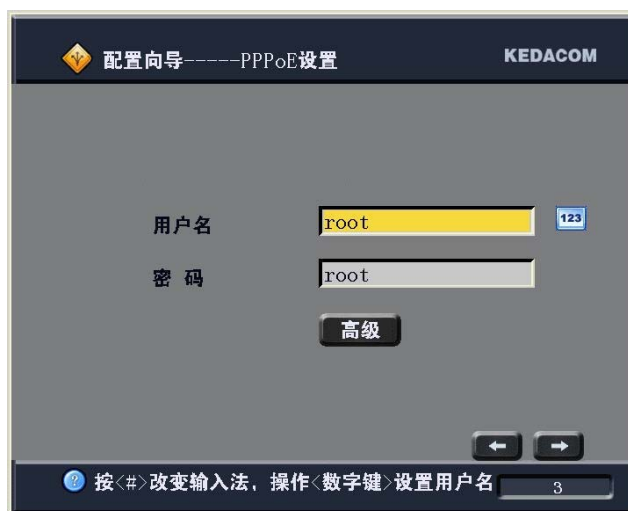 配置向导-----PPPoE设置
KEDACOM
用户名
root
123
密 码
root
高级
按<#>改变输入法, 操作<数字键>设置用户名
3